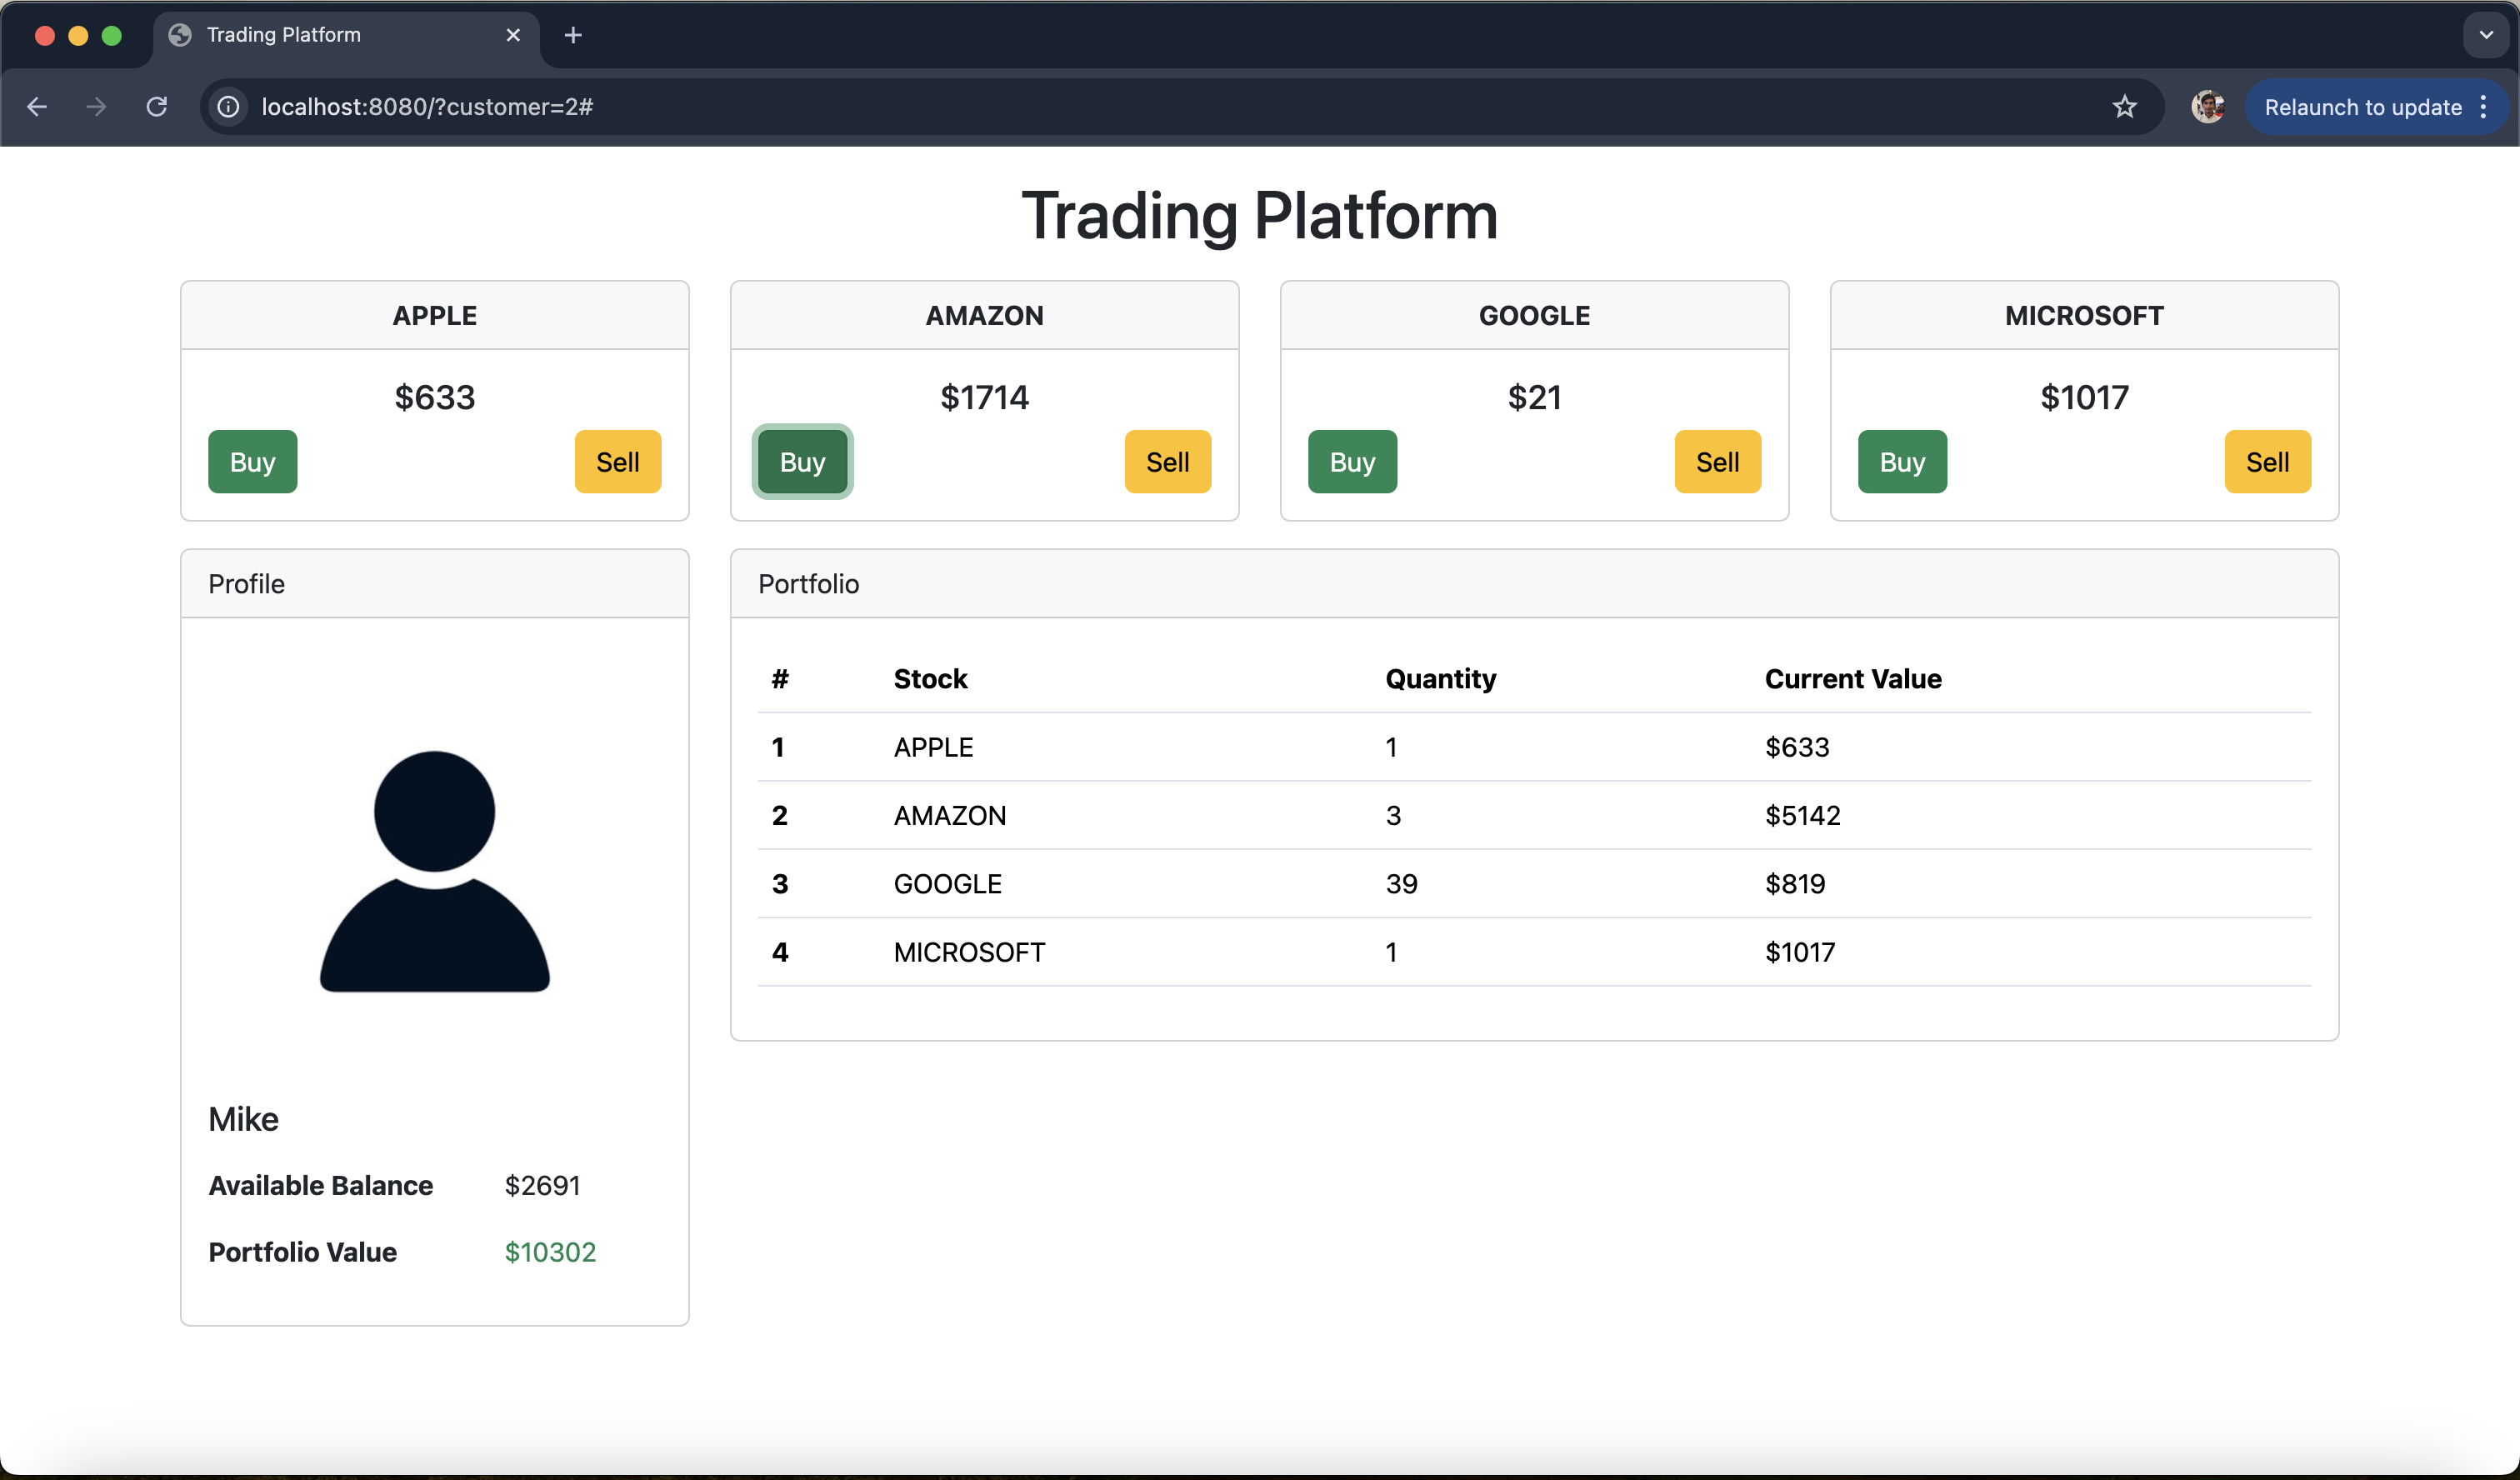 Trading Platform
localhost:8080/?customer=2#
Relaunch to update
Trading Platform
APPLE
AMAZON
GOOGLE
MICROSOFT
$633
$1714
$21
$1017
Buy
Sell
Buy
Sell
Buy
Sell
Buy
Sell
Profile
Portfolio
# Stock Quantity Current Value
1 APPLE 1 $633
2 AMAZON 3 $5142
3 GOOGLE 39 $819
4 MICROSOFT 1 $1017
Mike
Available Balance $2691
Portfolio Value $10302